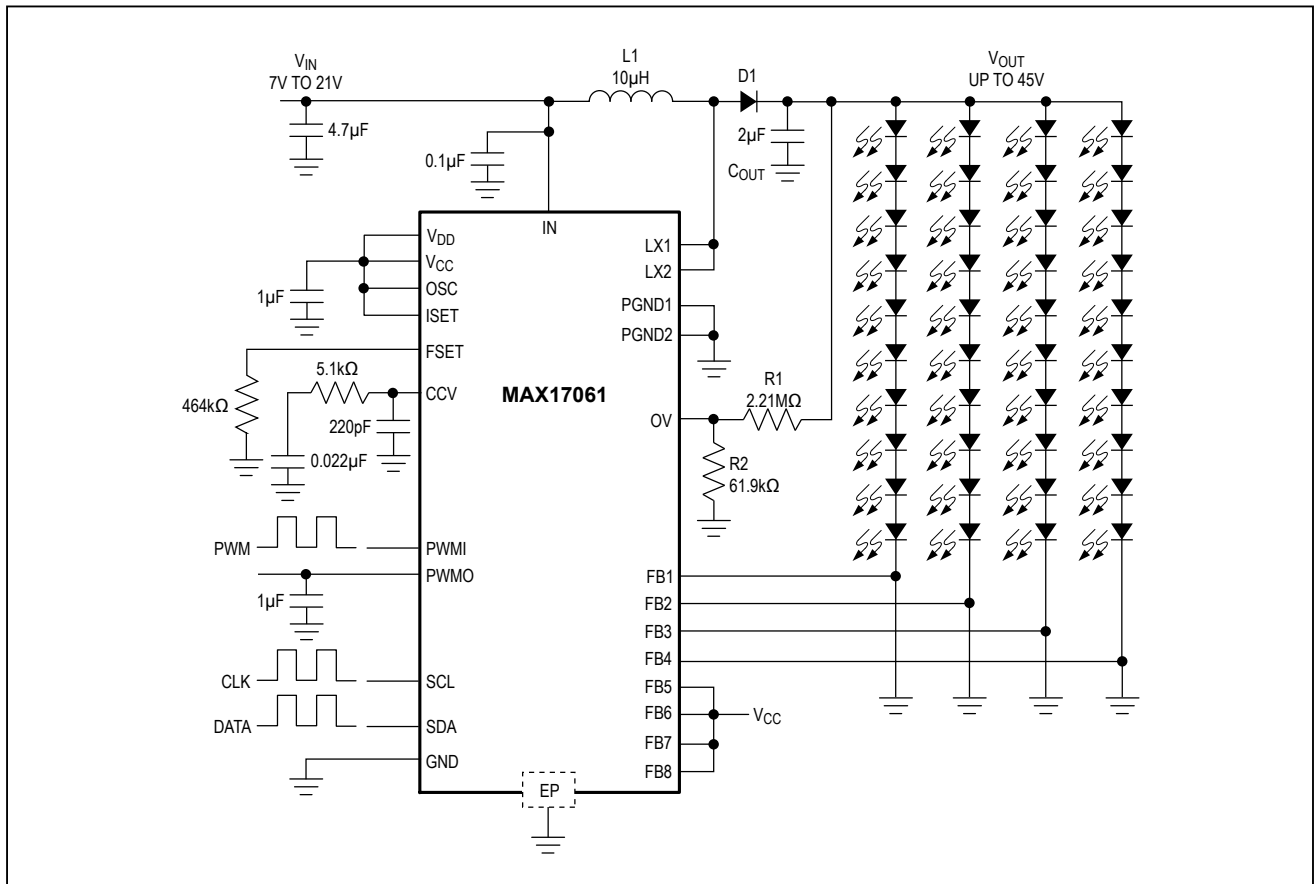 VIN
7V TO 21V
L1
10µH
D1
VOUT
UP TO 45V
4.7µF
0.1µF
2µF
COUT
IN
VDD
VCC
OSC
ISET
1µF
LX1
LX2
PGND1
PGND2
FSET
5.1kΩ
CCV
464kΩ
220pF
0.022µF
MAX17061
R1
2.21MΩ
OV
R2
61.9kΩ
PWM
PWMI
PWMO
1µF
FB1
FB2
FB3
FB4
CLK
SCL
DATA
SDA
FB5
FB6
VCC
FB7
FB8
GND
EP